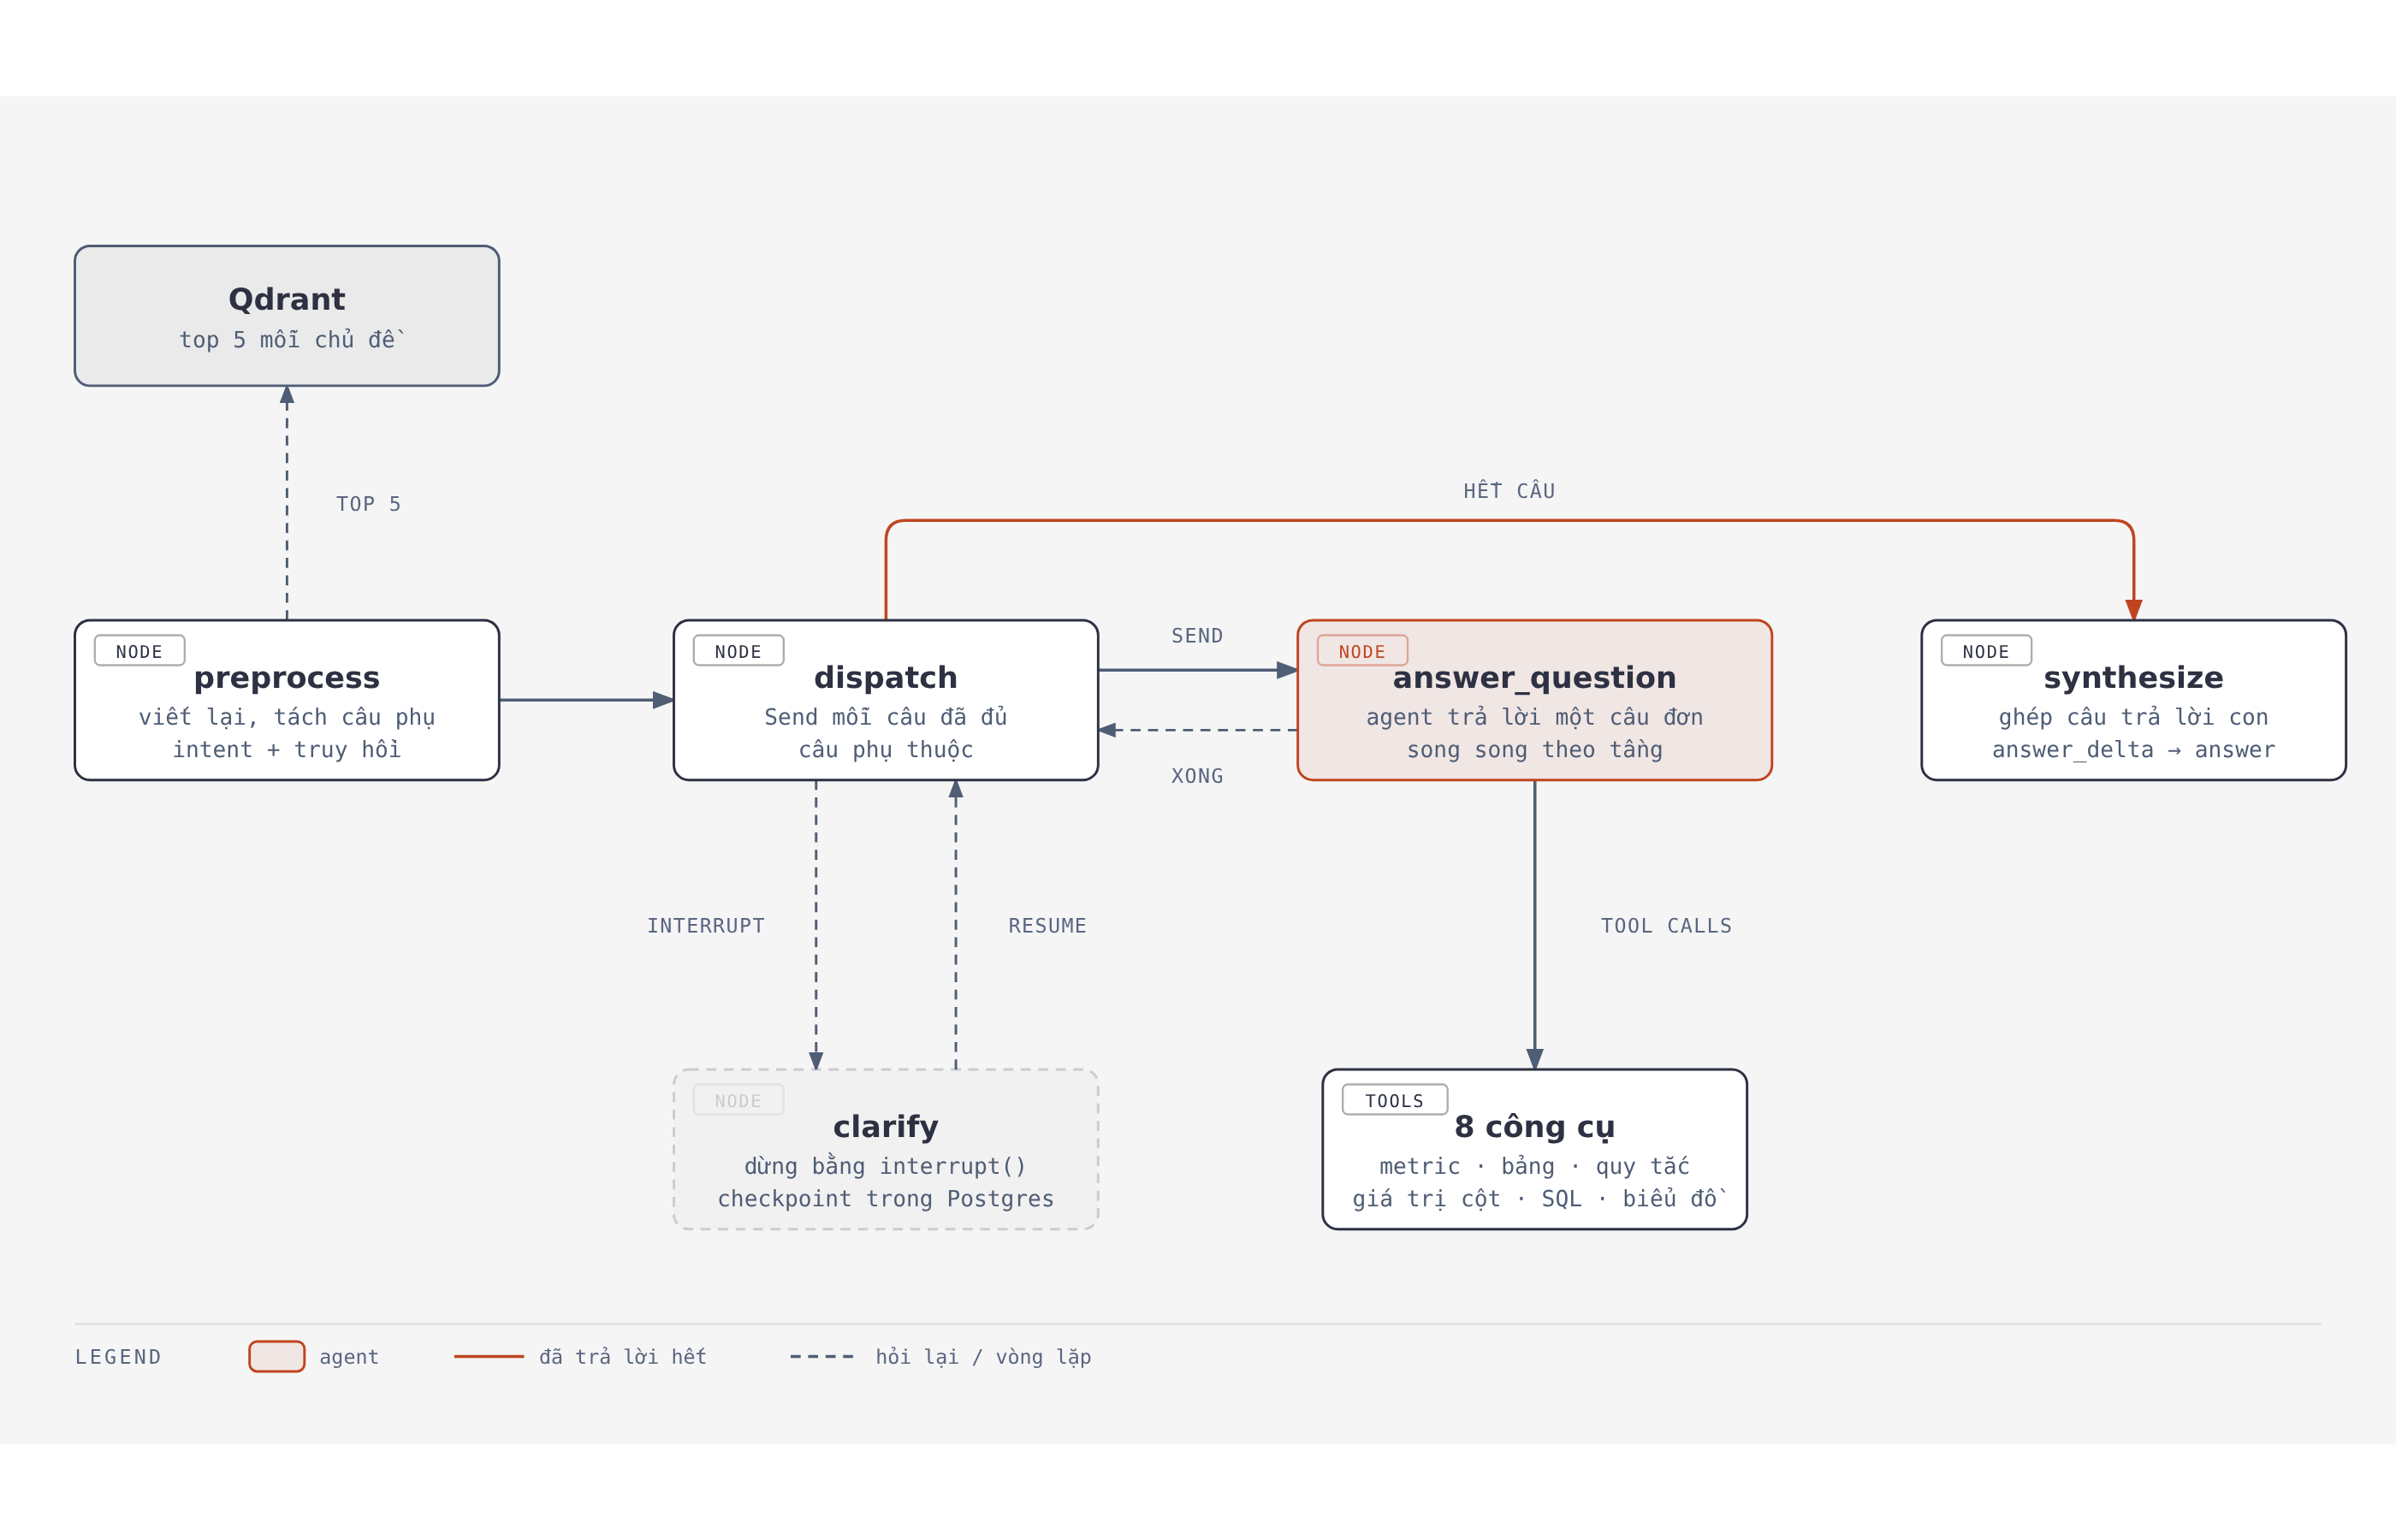 Qdrant
top 5 mỗi chủ đề
TOP 5
HẾT CÂU
NODE
preprocess
viết lại, tách câu phụ
intent + truy hồi
NODE
dispatch
Send mỗi câu đã đủ
câu phụ thuộc
SEND
XONG
NODE
answer_question
agent trả lời một câu đơn
song song theo tầng
NODE
synthesize
ghép câu trả lời con
answer_delta → answer
INTERRUPT
RESUME
TOOL CALLS
NODE
clarify
dừng bằng interrupt()
checkpoint trong Postgres
TOOLS
8 công cụ
metric · bảng · quy tắc
giá trị cột · SQL · biểu đồ
LEGEND
agent
đã trả lời hết
hỏi lại / vòng lặp